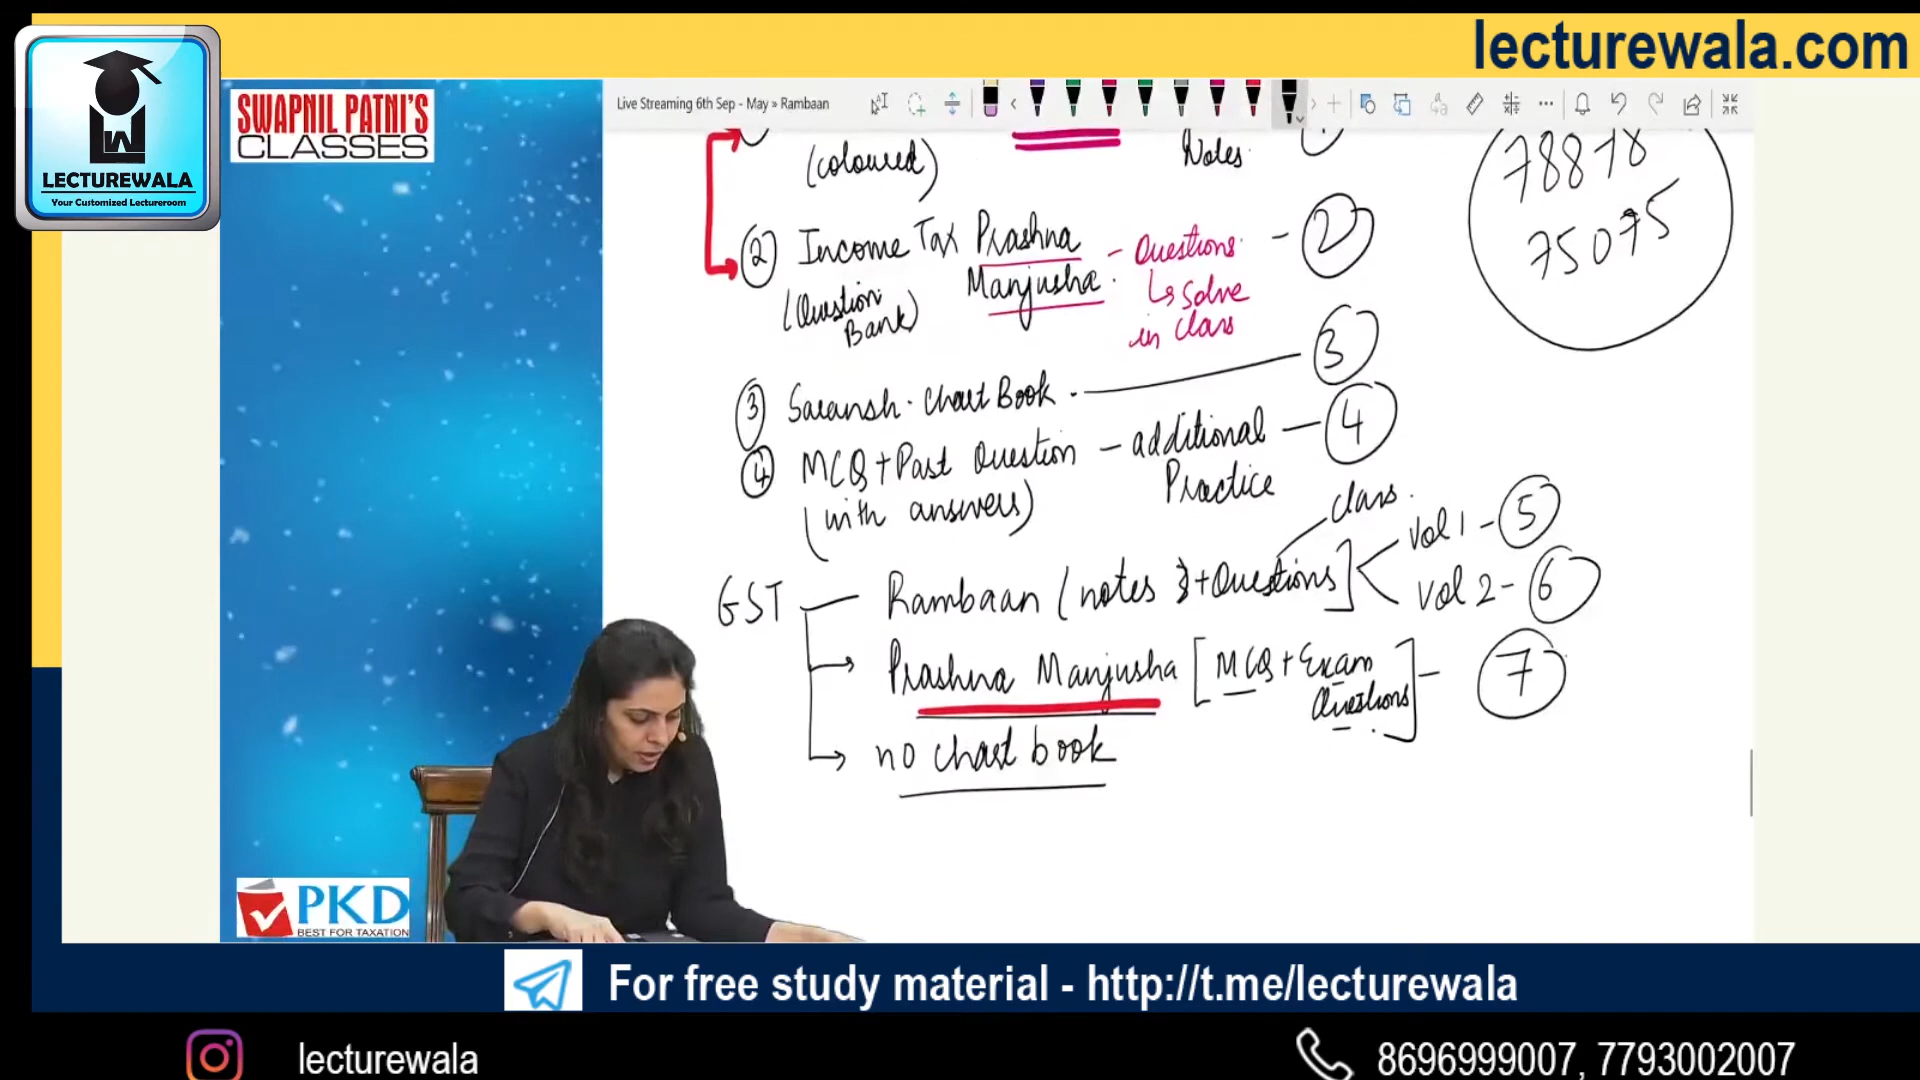 lecturewala.com
LW
LECTUREWALA
Your Customized Lectureroom
SWAPNIL PATNI'S
CLASSES
Live Streaming 6th Sep - May » Rambaan
(coloured)
Notes
78878
75075
② Income Tax Prashna Manjusha - Questions - ②
↳ Solve in class
(Question Bank)
③ Saransh. Chart Book. - ③
④ MCQ + Past Question - additional Practice - ④
(with answers)
class.
GST - Rambaan (notes + Questions] < Vol 1 - ⑤
Vol 2 - ⑥
→ Prashna Manjusha [MCQ + Exam Questions] - ⑦
→ no chart book
PKD
BEST FOR TAXATION
For free study material - http://t.me/lecturewala
lecturewala
8696999007, 7793002007